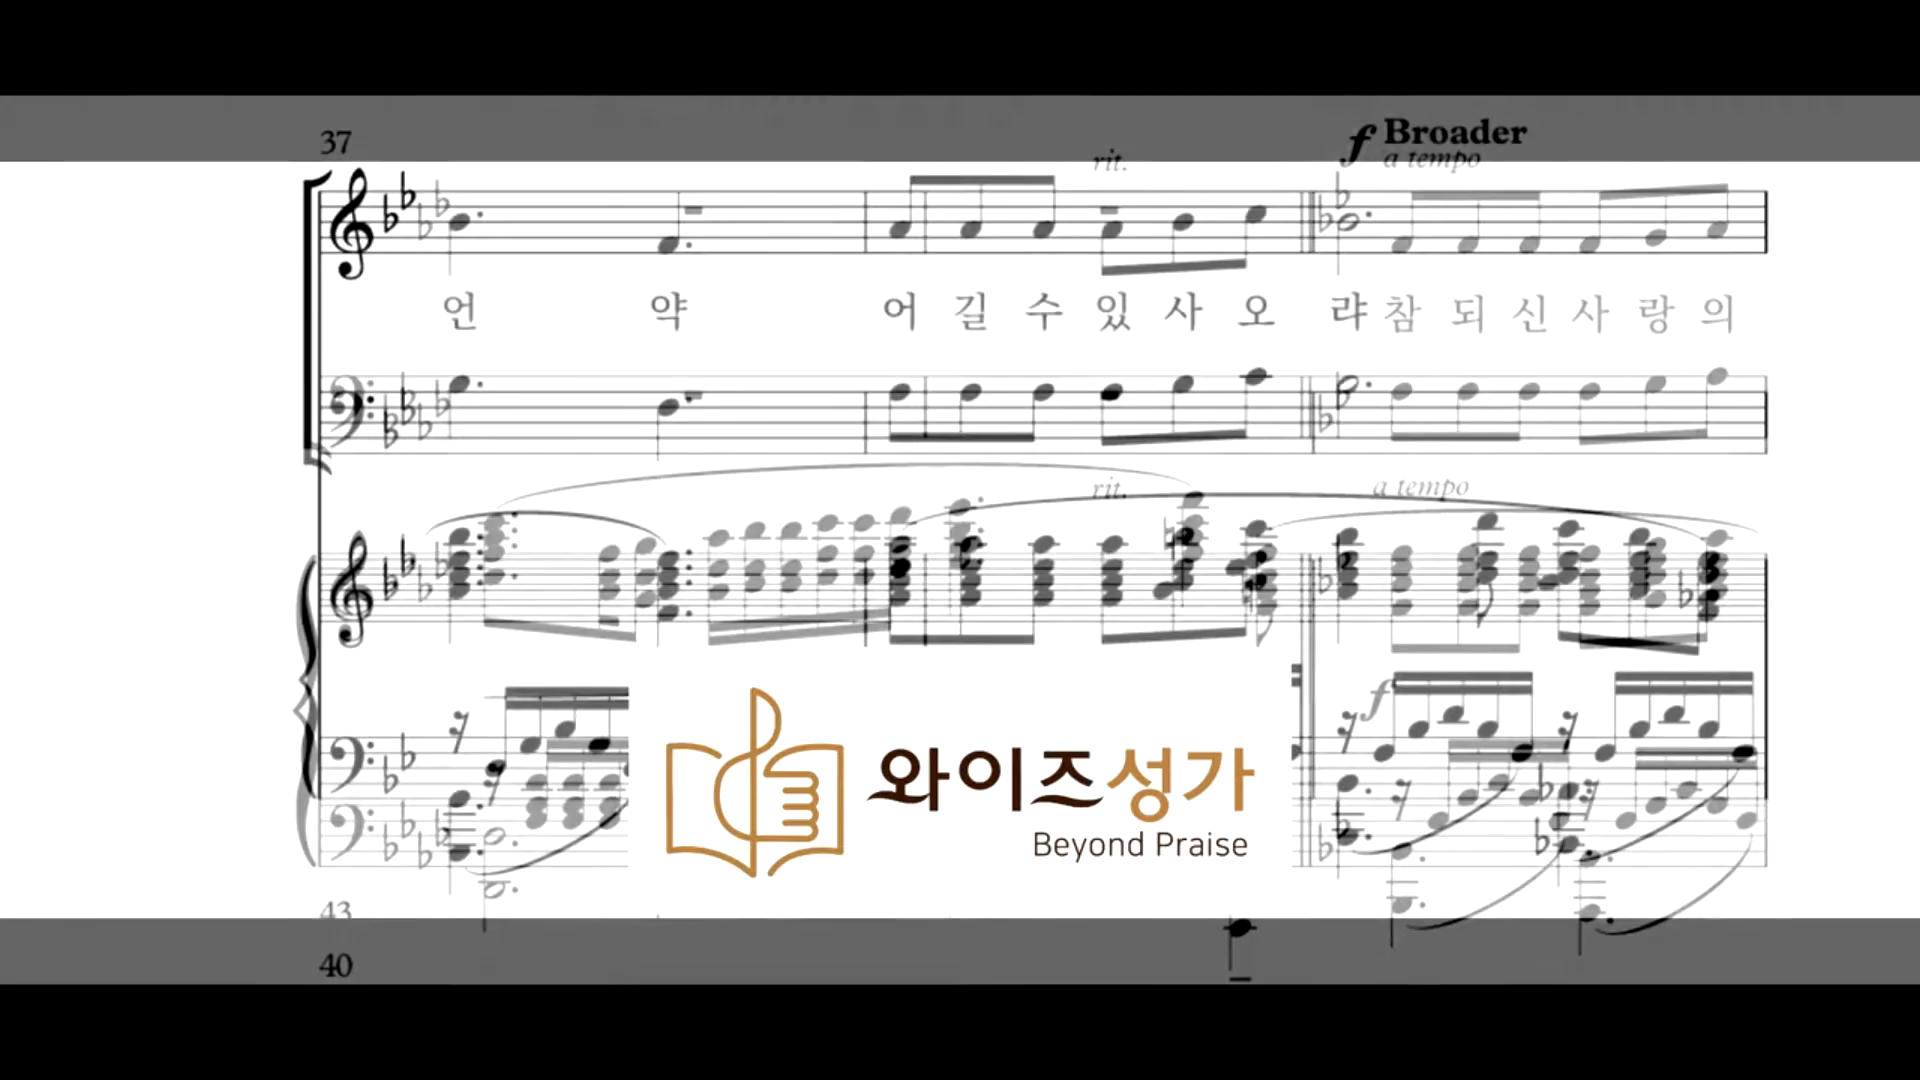 37
rit.
f Broader
a tempo
언 약 어 길 수 있 사 오 랴 참 되 신 사 랑 의
rit.
a tempo
f
와이즈성가
Beyond Praise
43
40